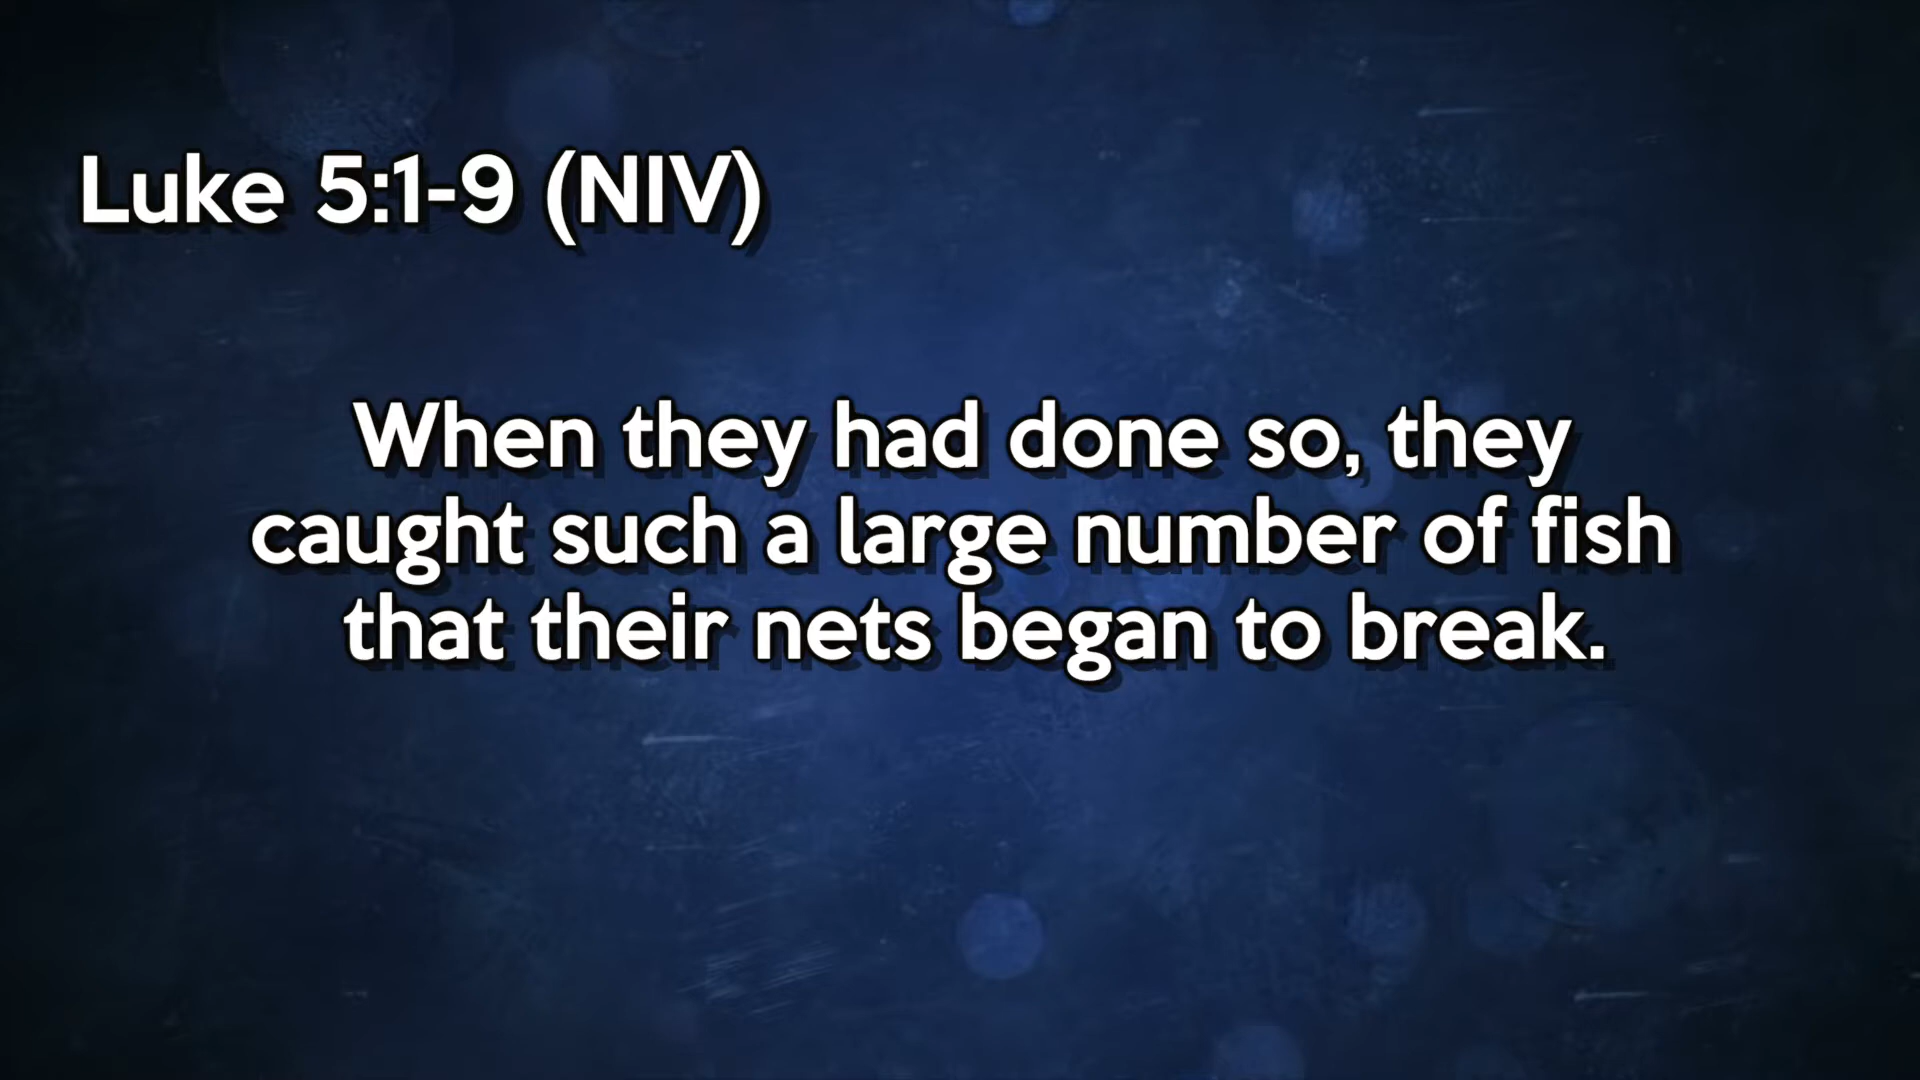 Luke 5:1-9 (NIV)
When they had done so, they
caught such a large number of fish
that their nets began to break.